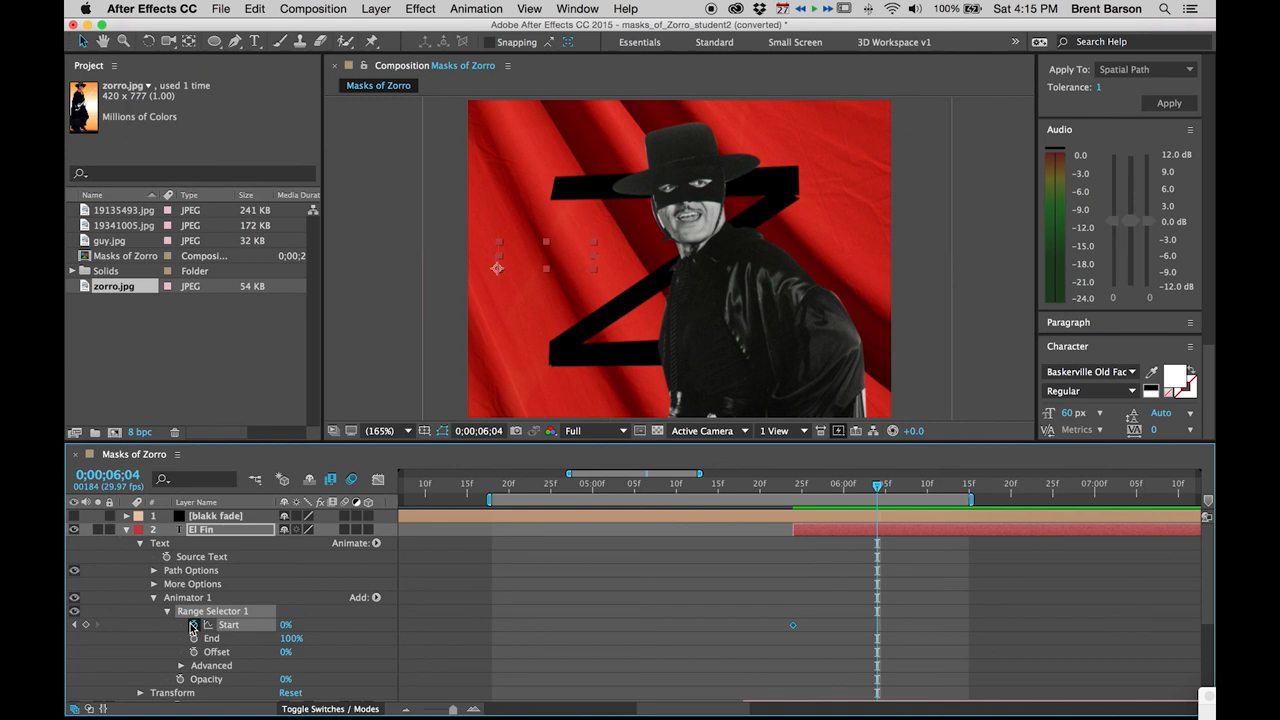 After Effects CC File Edit Composition Layer Effect Animation View Window Help 27 100% Sat 4:15 PM Brent Barson
Adobe After Effects CC 2015 - masks_of_Zorro_student2 (converted) *
Snapping Essentials Standard Small Screen 3D Workspace v1 Search Help
Project
Composition Masks of Zorro
Masks of Zorro
zorro.jpg, used 1 time
420 x 777 (1.00)
Millions of Colors
Name Type Size Media Durat
19135493.jpg JPEG 241 KB
19341005.jpg JPEG 172 KB
guy.jpg JPEG 32 KB
Masks of Zorro Composi... 0;00;2
Solids Folder
zorro.jpg JPEG 54 KB
8 bpc
(165%) 0;00;06;04 Full Active Camera 1 View +0.0
Apply To: Spatial Path
Tolerance: 1
Apply
Audio
0.0 12.0 dB
-3.0 9.0
-6.0 6.0
-9.0 3.0
-12.0 0.0 dB
-15.0 -3.0
-18.0 -6.0
-21.0 -9.0
-24.0 -12.0 dB
0 0
Paragraph
Character
Baskerville Old Fac
Regular
60 px Auto
Metrics 0
Masks of Zorro
0;00;06;04
00184 (29.97 fps)
10f 15f 20f 25f 05:00f 05f 10f 15f 20f 25f 06:00f 05f 10f 15f 20f 25f 07:00f 05f 10f
# Layer Name
1 [blakk fade]
2 T El Fin
Text Animate:
Source Text
Path Options
More Options
Animator 1 Add:
Range Selector 1
Start 0%
End 100%
Offset 0%
Advanced
Opacity 0%
Transform Reset
Toggle Switches / Modes